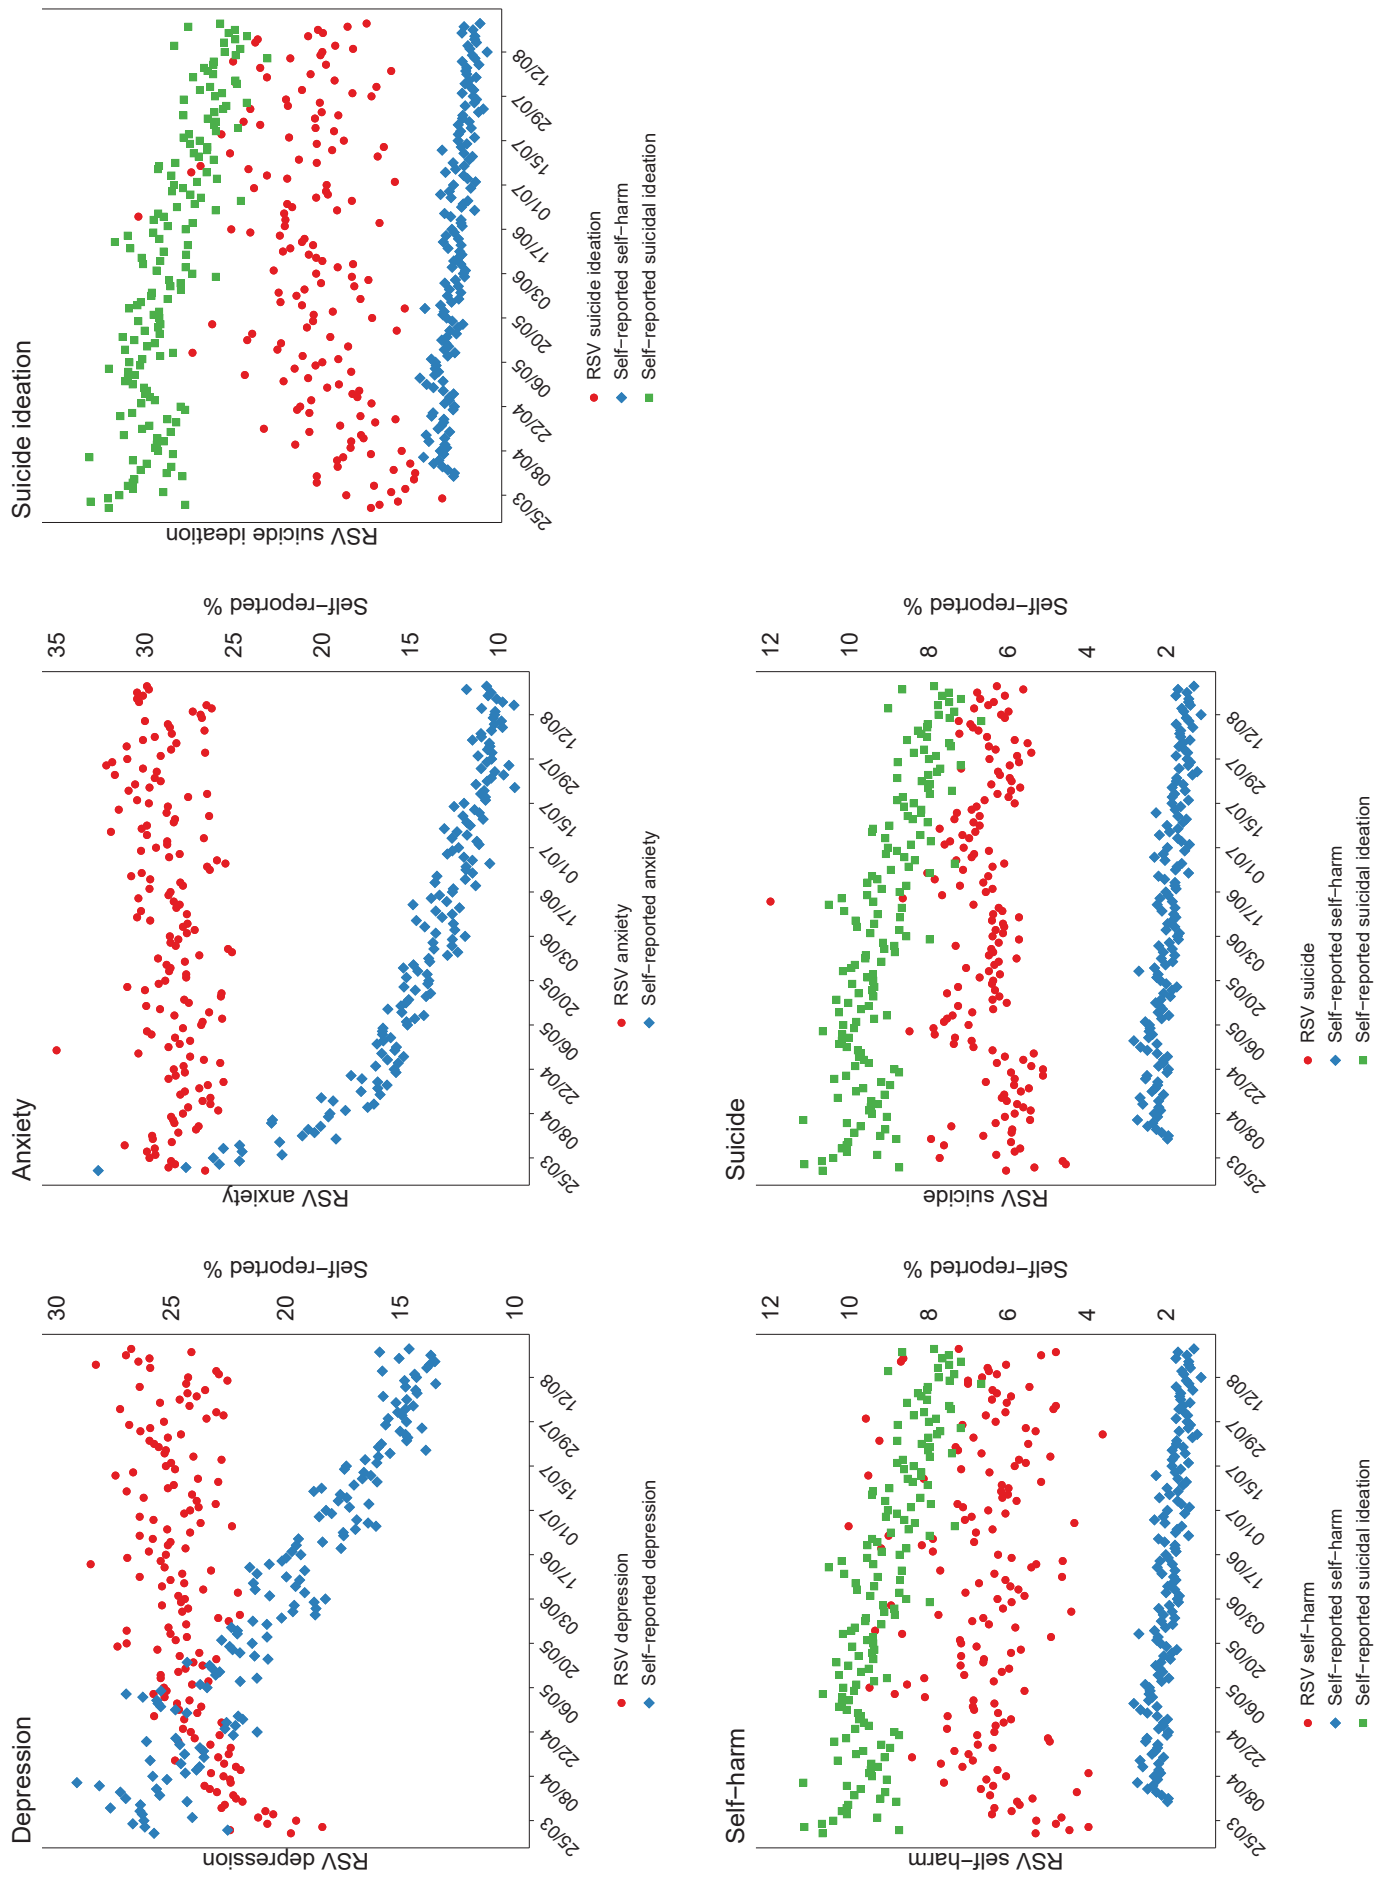 Depression
RSV depression
30
25
20
15
10
Self−reported %
25/03
08/04
22/04
06/05
20/05
03/06
17/06
01/07
15/07
29/07
12/08
RSV depression
Self−reported depression
Anxiety
RSV anxiety
35
30
25
20
15
10
Self−reported %
25/03
08/04
22/04
06/05
20/05
03/06
17/06
01/07
15/07
29/07
12/08
RSV anxiety
Self−reported anxiety
Suicide ideation
RSV suicide ideation
25/03
08/04
22/04
06/05
20/05
03/06
17/06
01/07
15/07
29/07
12/08
RSV suicide ideation
Self−reported self−harm
Self−reported suicidal ideation
Self−harm
RSV self−harm
12
10
8
6
4
2
Self−reported %
25/03
08/04
22/04
06/05
20/05
03/06
17/06
01/07
15/07
29/07
12/08
RSV self−harm
Self−reported self−harm
Self−reported suicidal ideation
Suicide
RSV suicide
12
10
8
6
4
2
Self−reported %
25/03
08/04
22/04
06/05
20/05
03/06
17/06
01/07
15/07
29/07
12/08
RSV suicide
Self−reported self−harm
Self−reported suicidal ideation